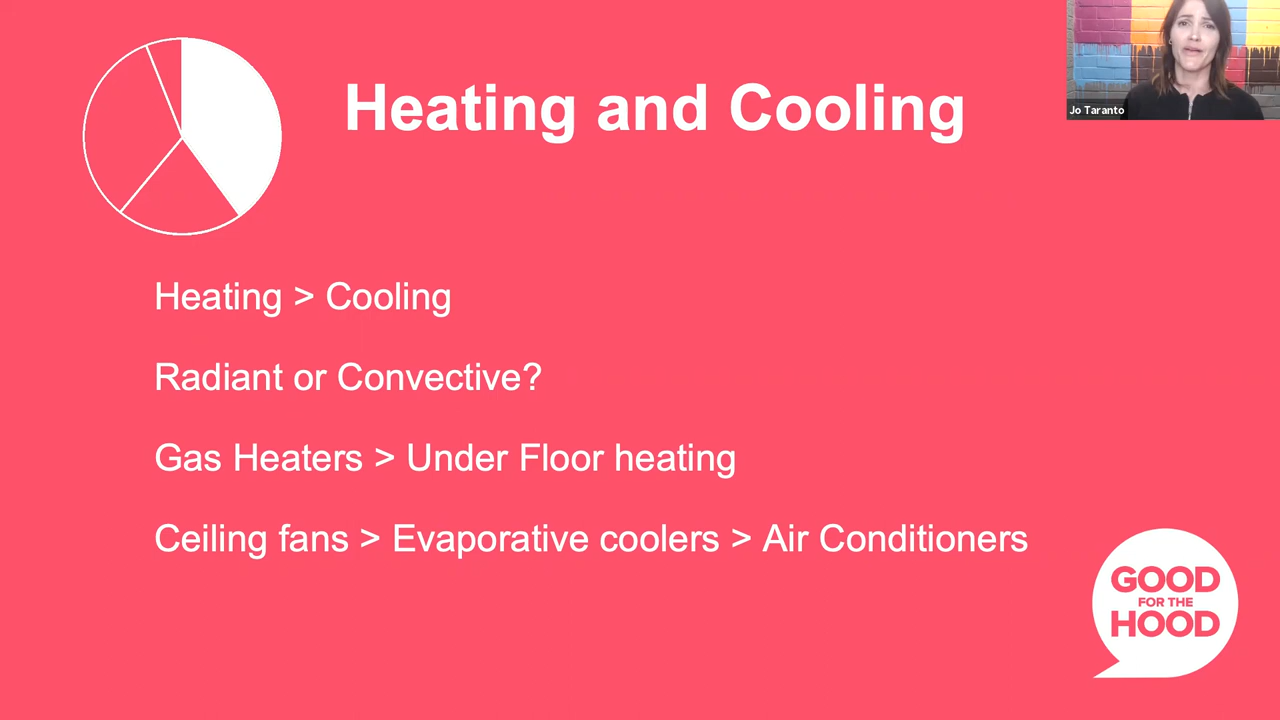 Heating and Cooling
Jo Taranto
Heating > Cooling
Radiant or Convective?
Gas Heaters > Under Floor heating
Ceiling fans > Evaporative coolers > Air Conditioners
GOOD
FOR THE
HOOD